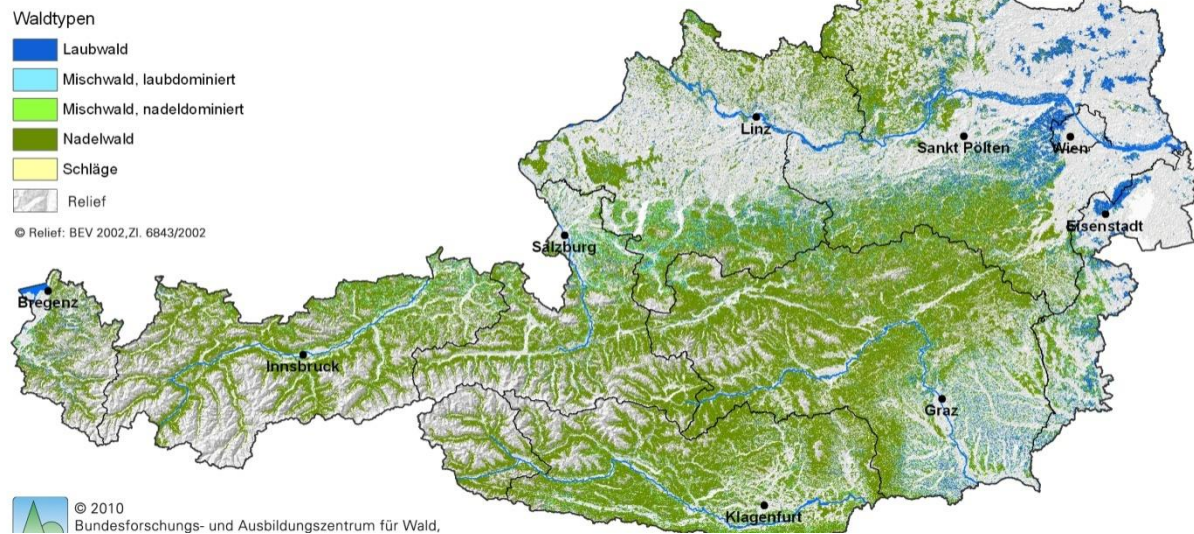 Waldtypen
Laubwald
Mischwald, laubdominiert
Mischwald, nadeldominiert
Nadelwald
Schläge
Relief
© Relief: BEV 2002,Zl. 6843/2002
Linz
Sankt Pölten
Wien
Eisenstadt
Salzburg
Bregenz
Innsbruck
Graz
Klagenfurt
© 2010
Bundesforschungs- und Ausbildungszentrum für Wald,